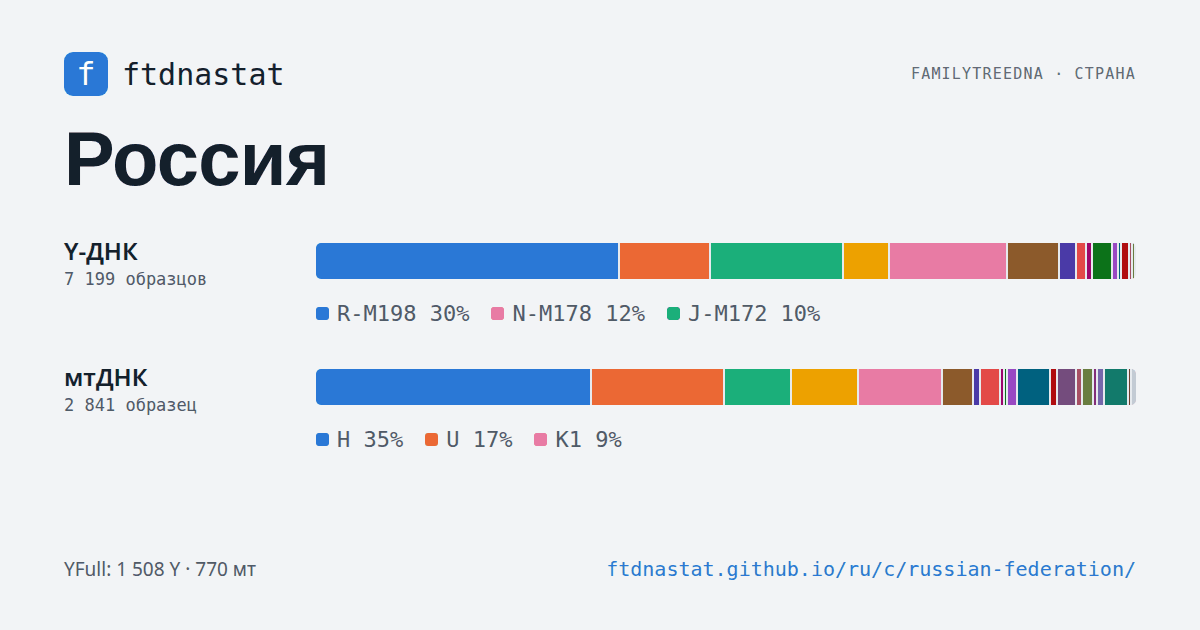 f ftdnastat
FAMILYTREEDNA · СТРАНА
Россия
Y-ДНК
7 199 образцов
R-M198 30% N-M178 12% J-M172 10%
мтДНК
2 841 образец
H 35% U 17% K1 9%
YFull: 1 508 Y · 770 мт
ftdnastat.github.io/ru/c/russian-federation/